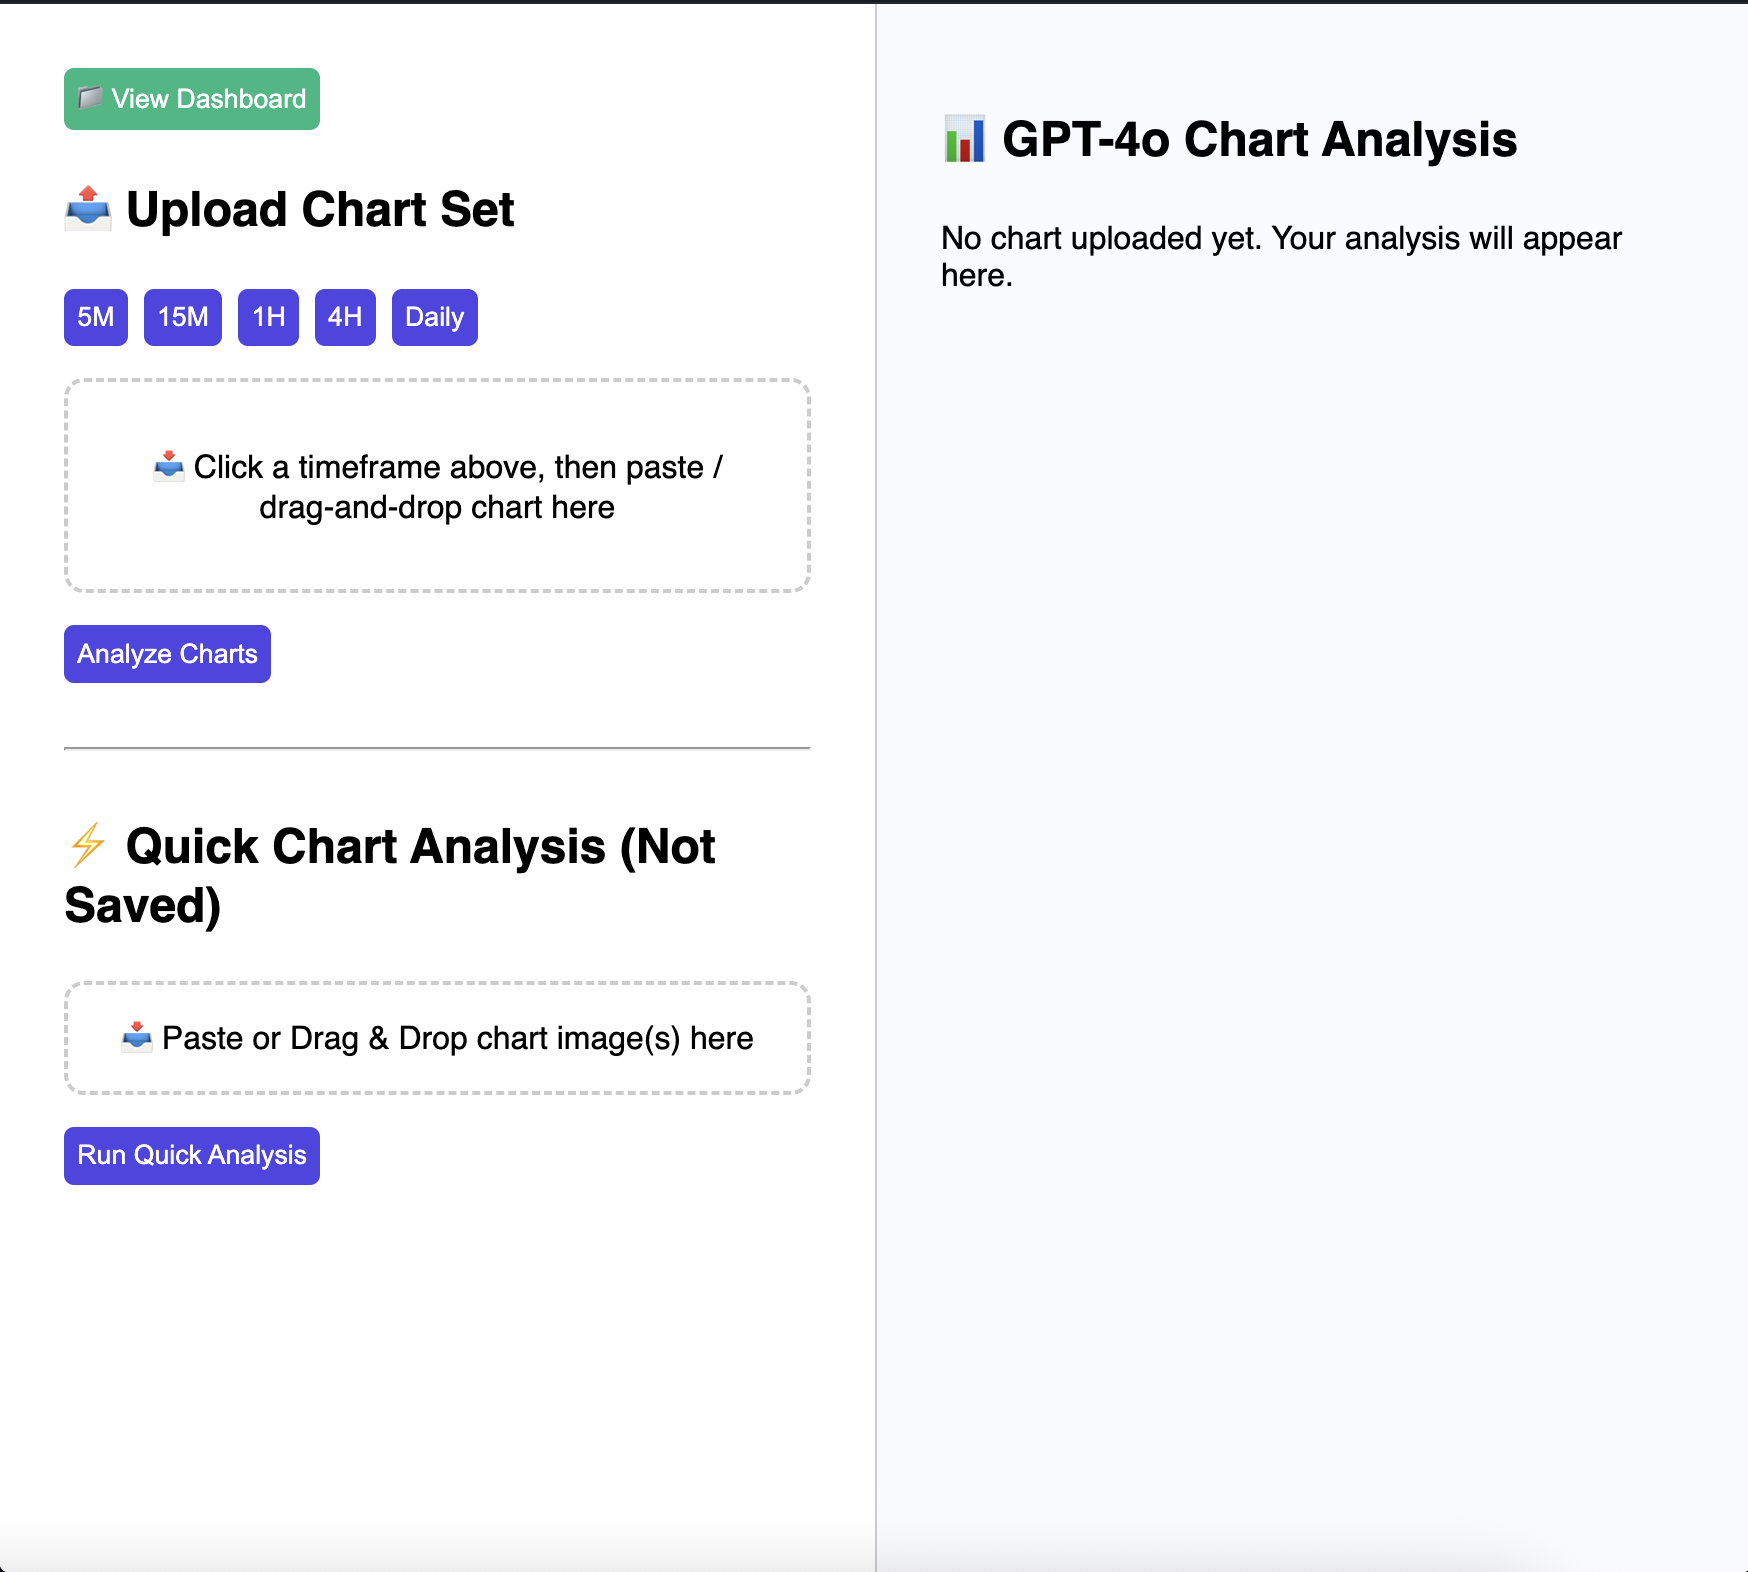 View Dashboard
Upload Chart Set
5M 15M 1H 4H Daily
Click a timeframe above, then paste /
drag-and-drop chart here
Analyze Charts
Quick Chart Analysis (Not
Saved)
Paste or Drag & Drop chart image(s) here
Run Quick Analysis
GPT-4o Chart Analysis
No chart uploaded yet. Your analysis will appear
here.